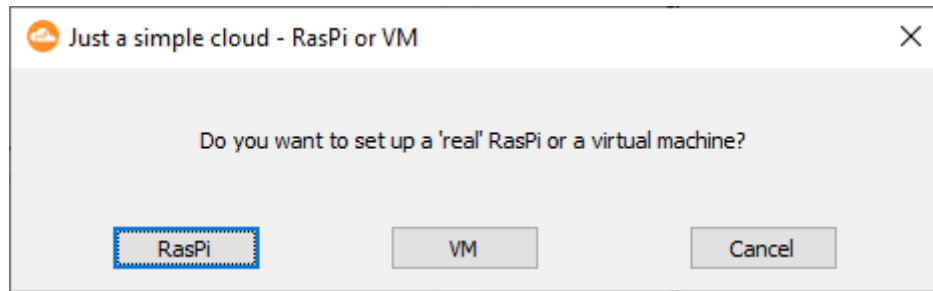 Just a simple cloud - RasPi or VM
Do you want to set up a 'real' RasPi or a virtual machine?
RasPi VM Cancel